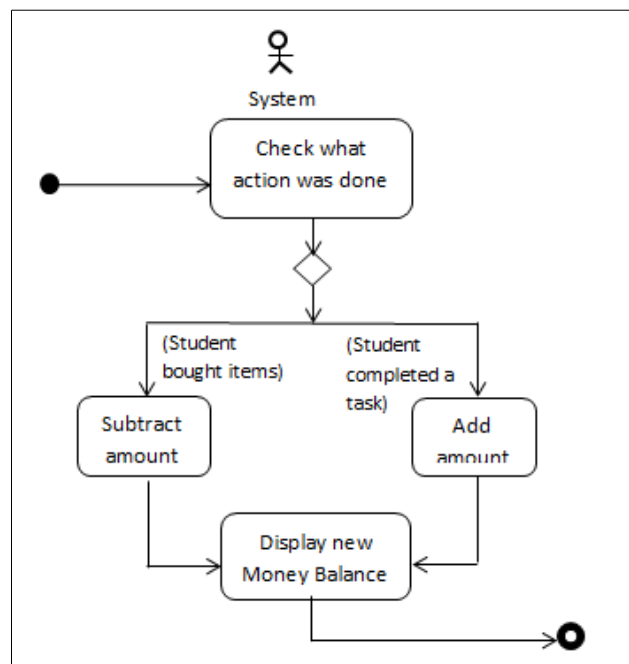 System
Check what
action was done
(Student
bought items)
(Student
completed a
task)
Subtract
amount
Add
amount
Display new
Money Balance